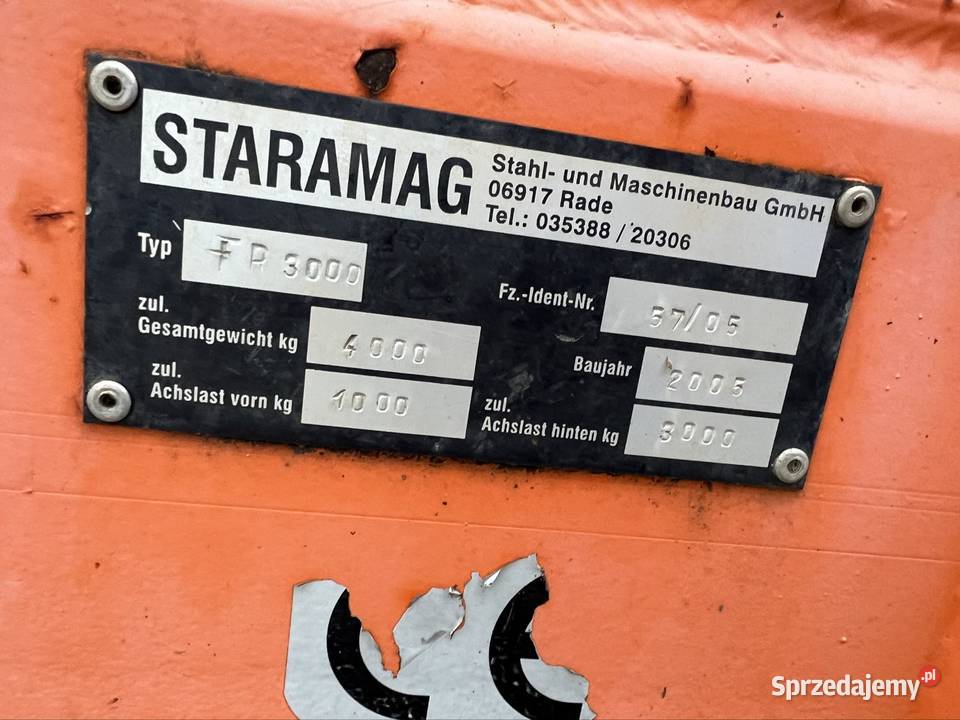 STARAMAG
Stahl- und Maschinenbau GmbH
06917 Rade
Tel.: 035388 / 20306
Typ FR 3000
Fz.-Ident-Nr. 57/05
zul.
Gesamtgewicht kg 4000
Baujahr 2005
zul.
Achslast vorn kg 1000
zul.
Achslast hinten kg 3000
CE
Sprzedajemy.pl